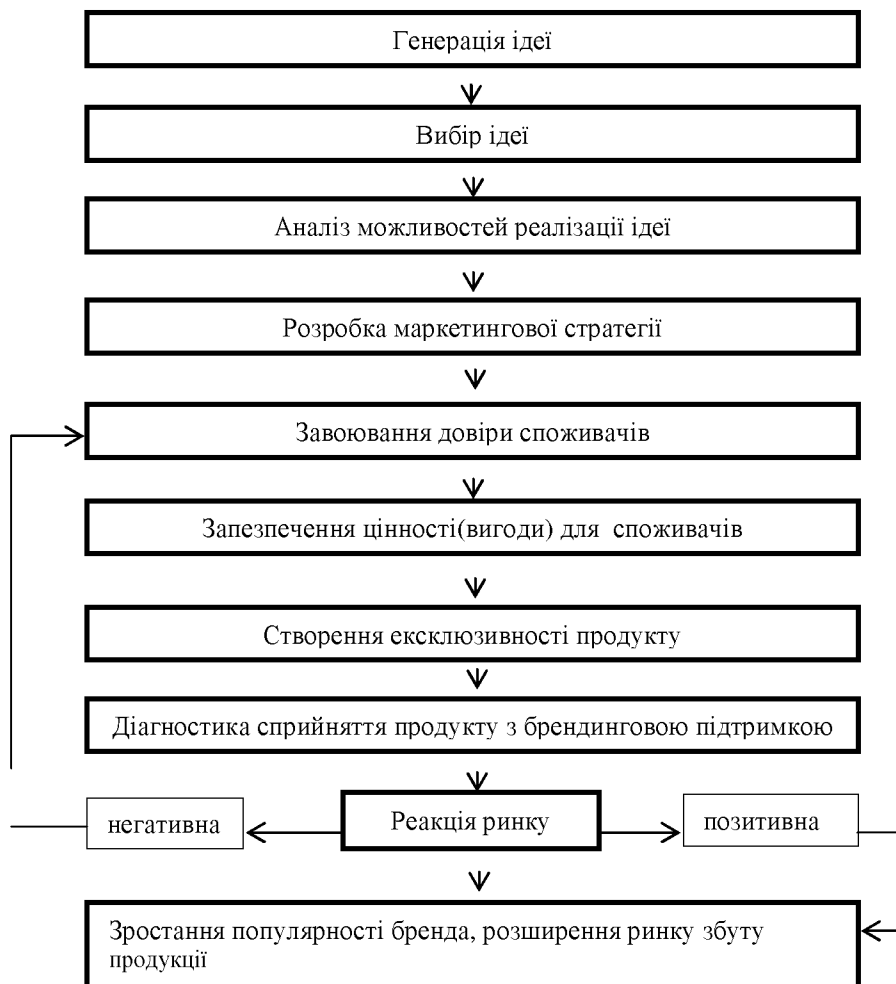 Генерація ідеї
Вибір ідеї
Аналіз можливостей реалізації ідеї
Розробка маркетингової стратегії
Завоювання довіри споживачів
Запезпечення цінності(вигоди) для споживачів
Створення ексклюзивності продукту
Діагностика сприйняття продукту з брендинговою підтримкою
негативна
Реакція ринку
позитивна
Зростання популярності бренда, розширення ринку збуту
продукції